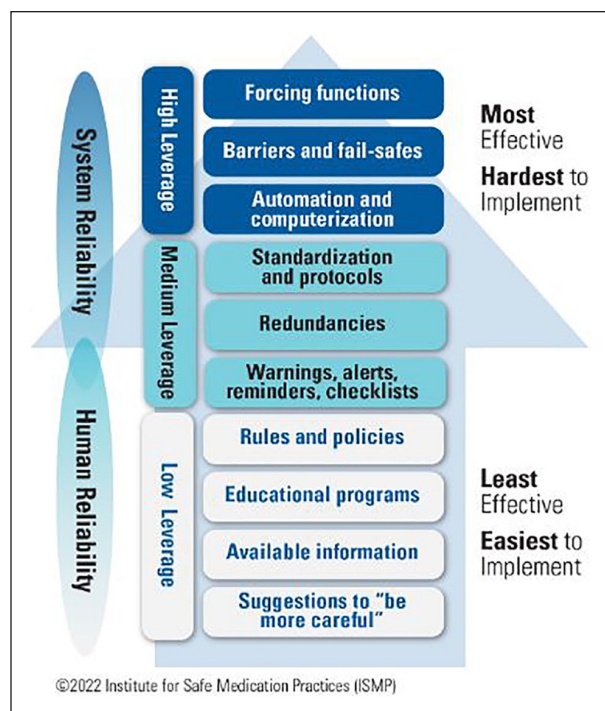 System Reliability
Human Reliability
High Leverage
Medium Leverage
Low Leverage
Forcing functions
Barriers and fail-safes
Automation and
computerization
Standardization
and protocols
Redundancies
Warnings, alerts,
reminders, checklists
Rules and policies
Educational programs
Available information
Suggestions to “be
more careful”
Most
Effective
Hardest to
Implement
Least
Effective
Easiest to
Implement
©2022 Institute for Safe Medication Practices (ISMP)